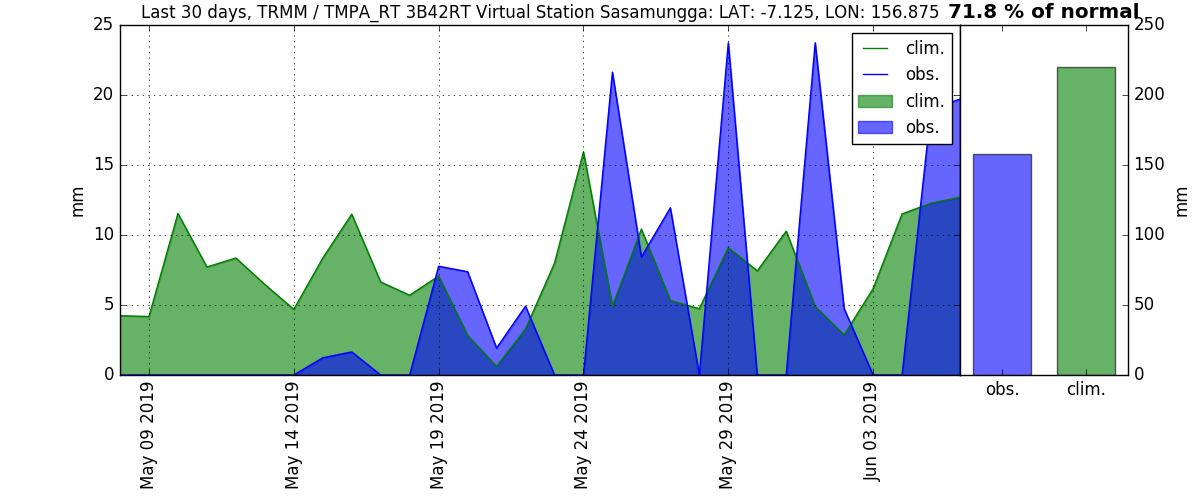 Last 30 days, TRMM / TMPA_RT 3B42RT Virtual Station Sasamungga: LAT: -7.125, LON: 156.875 71.8 % of normal
25
20
15
10
5
0
mm
clim.
obs.
clim.
obs.
250
200
150
100
50
0
mm
May 09 2019
May 14 2019
May 19 2019
May 24 2019
May 29 2019
Jun 03 2019
obs.
clim.